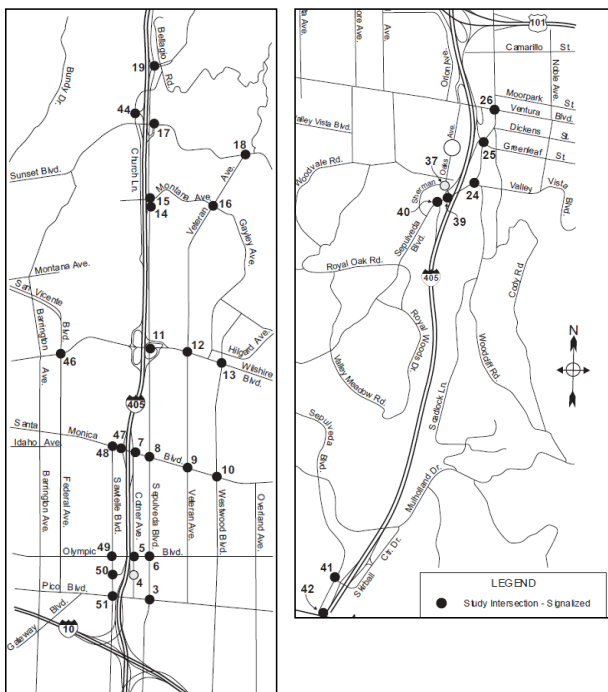 19
Bellagio
Rd.
Bundy Dr.
44
17
18
Sunset Blvd.
Church Ln.
Ave.
15
Montana Ave.
14
16
Veteran
Gayley Ave.
Montana Ave.
San Vicente
Blvd.
Barrington
Ave.
46
11
12
Hilgard Ave.
13
Wilshire
Blvd.
405
Santa
Monica
Blvd.
Idaho Ave.
47
48
7
8
9
10
Barrington Ave.
Federal Ave.
Sawtelle Blvd.
Cotner Ave.
Sepulveda Blvd.
Veteran Ave.
Westwood Blvd.
Overland Ave.
49
Olympic
5
Blvd.
6
50
4
Pico Blvd.
51
3
Gateway Blvd.
10
101
Camarillo St.
Orion Ave.
Noble Ave.
26
Moorpark St.
Ventura Blvd.
Valley Vista Blvd.
Dickens St.
Greenleaf St
25
Woodvale Rd.
37
Sherman Oaks Ave.
24
Valley Vista Blvd.
40
39
Sepulveda
Blvd.
Royal Oak Rd.
405
Cody Rd
Royal Woods Dr.
Woodcliff Rd.
Valley Meadow Rd.
Scadlock Ln.
N
Sepulveda
Blvd.
Mulholland Dr.
Skirball Ctr. Dr.
41
42
LEGEND
Study Intersection - Signalized